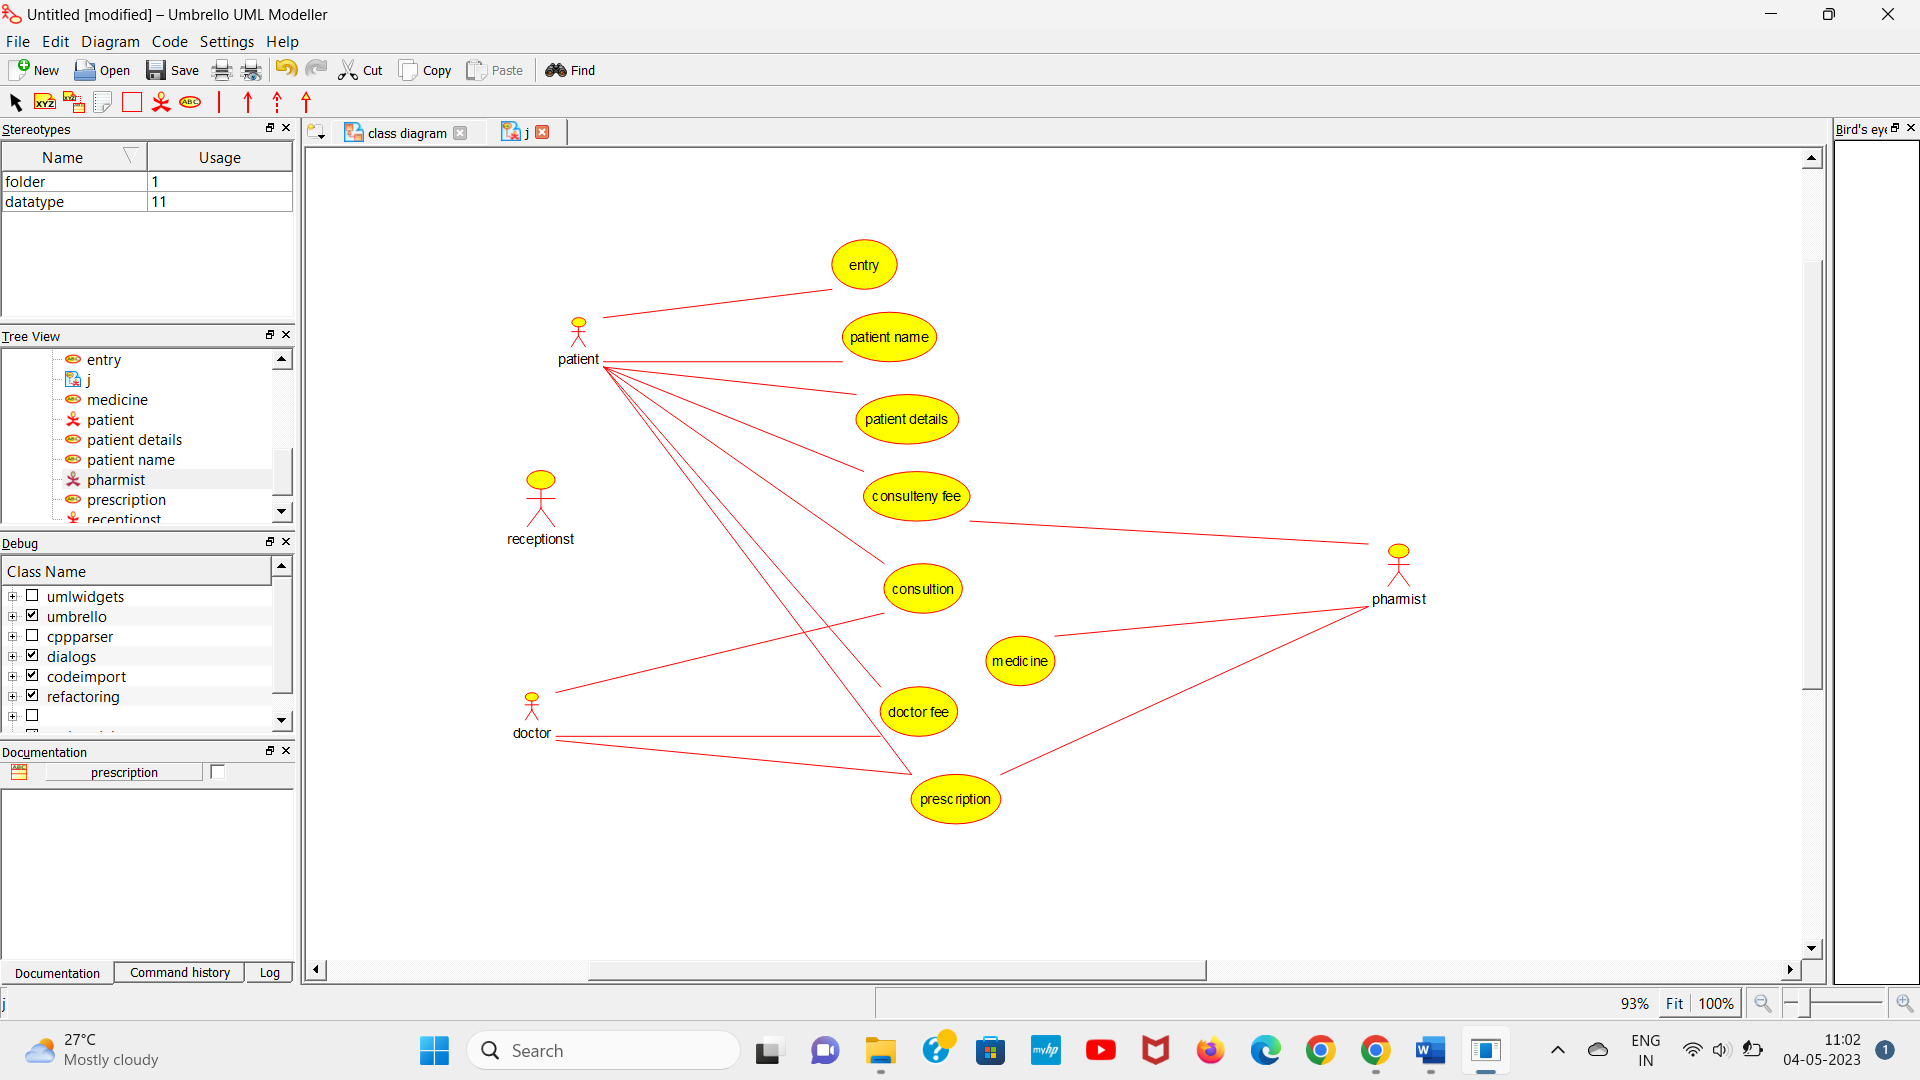 Untitled [modified] – Umbrello UML Modeller
File Edit Diagram Code Settings Help
New Open Save Cut Copy Paste Find
XYZ ABC
Stereotypes
Name Usage
folder 1
datatype 11
Tree View
entry
j
medicine
patient
patient details
patient name
pharmist
prescription
receptionst
Debug
Class Name
umlwidgets
umbrello
cppparser
dialogs
codeimport
refactoring
Documentation
prescription
Documentation Command history Log
class diagram j
Bird's eye
entry
patient name
patient
patient details
consulteny fee
receptionst
consultion
pharmist
medicine
doctor fee
doctor
prescription
j
93% Fit 100%
27°C
Mostly cloudy
Search
myhp
ENG
IN
11:02
04-05-2023
1